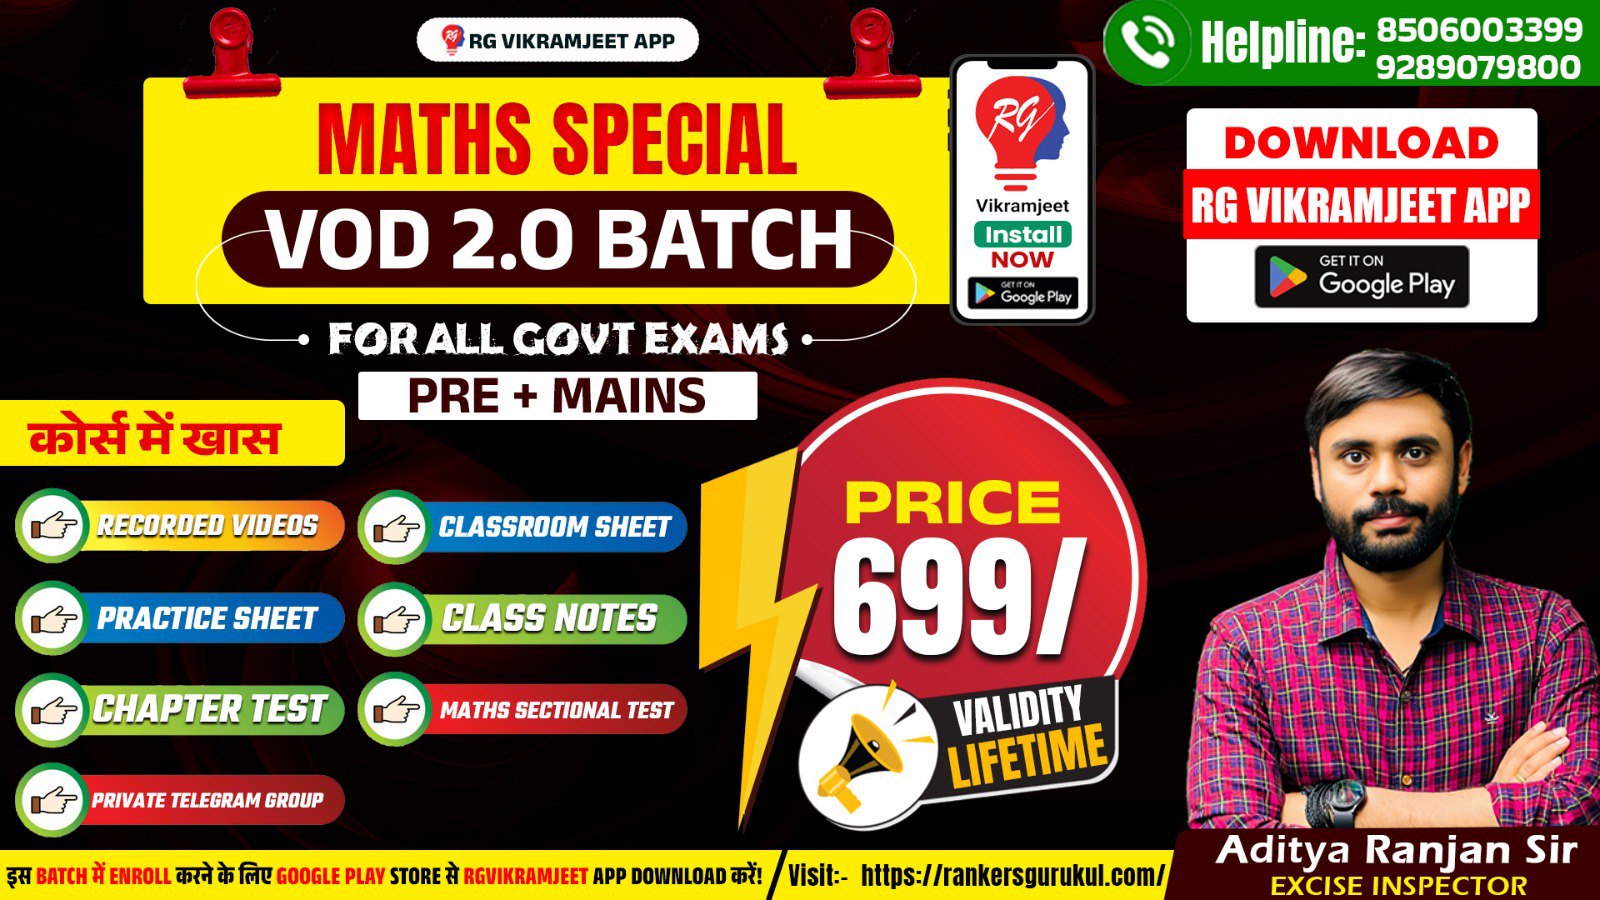 RG VIKRAMJEET APP
Helpline: 8506003399
9289079800
MATHS SPECIAL
VOD 2.0 BATCH
FOR ALL GOVT EXAMS
PRE + MAINS
RG
Vikramjeet
Install
NOW
GET IT ON
Google Play
DOWNLOAD
RG VIKRAMJEET APP
GET IT ON
Google Play
कोर्स में खास
RECORDED VIDEOS
CLASSROOM SHEET
PRACTICE SHEET
CLASS NOTES
CHAPTER TEST
MATHS SECTIONAL TEST
PRIVATE TELEGRAM GROUP
PRICE
699/
VALIDITY
LIFETIME
Aditya Ranjan Sir
EXCISE INSPECTOR
इस BATCH में ENROLL करने के लिए GOOGLE PLAY STORE से RGVIKRAMJEET APP DOWNLOAD करें!
Visit:- https://rankersgurukul.com/